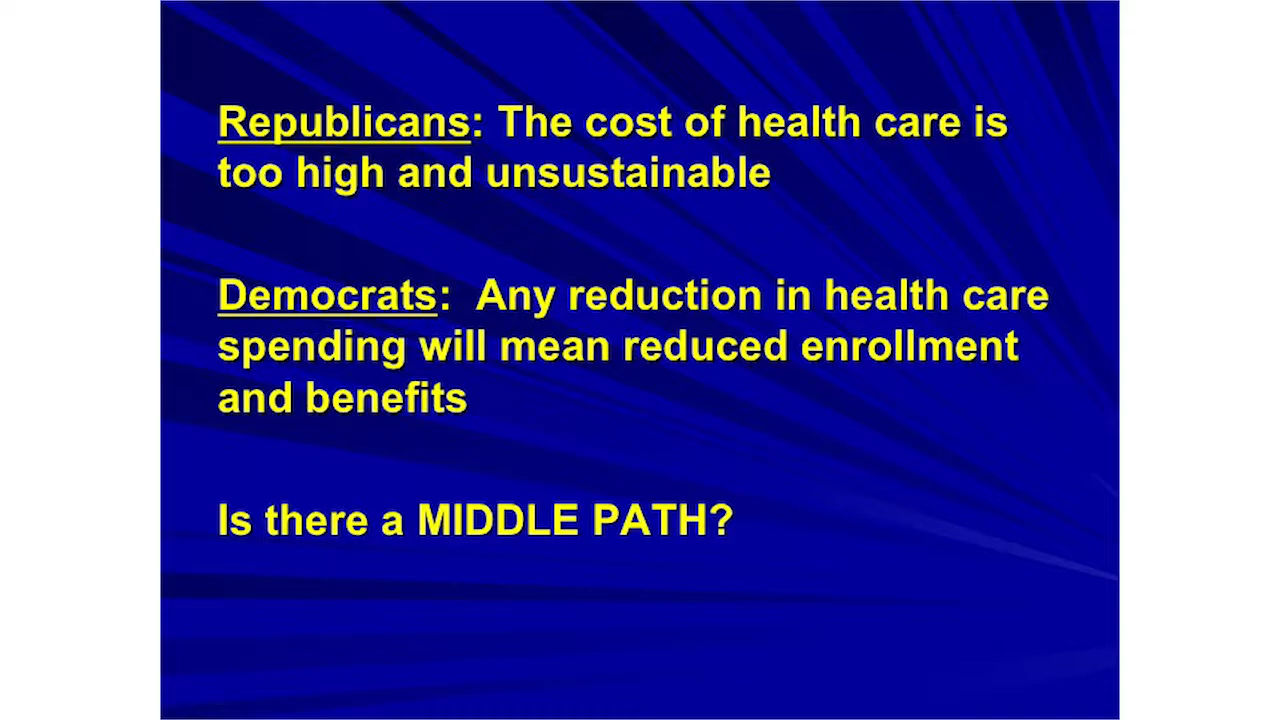 Republicans: The cost of health care is
too high and unsustainable
Democrats: Any reduction in health care
spending will mean reduced enrollment
and benefits
Is there a MIDDLE PATH?